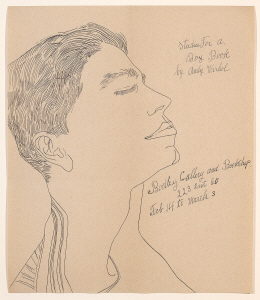 Studies for a
Boy Book
by Andy Warhol
Bodley Gallery and Bookshop
223 East 60
Feb 14 to March 3